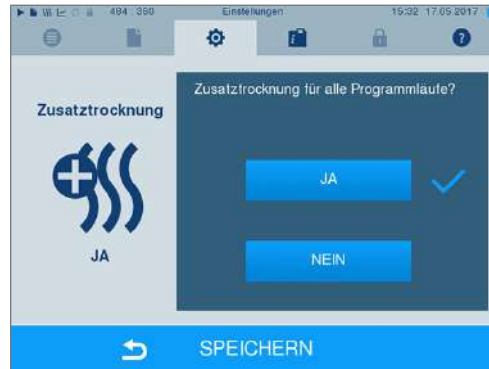 484 : 360 Einstellungen 15:32 17.05.2017
Zusatztrocknung
JA
Zusatztrocknung für alle Programmläufe?
JA
NEIN
SPEICHERN